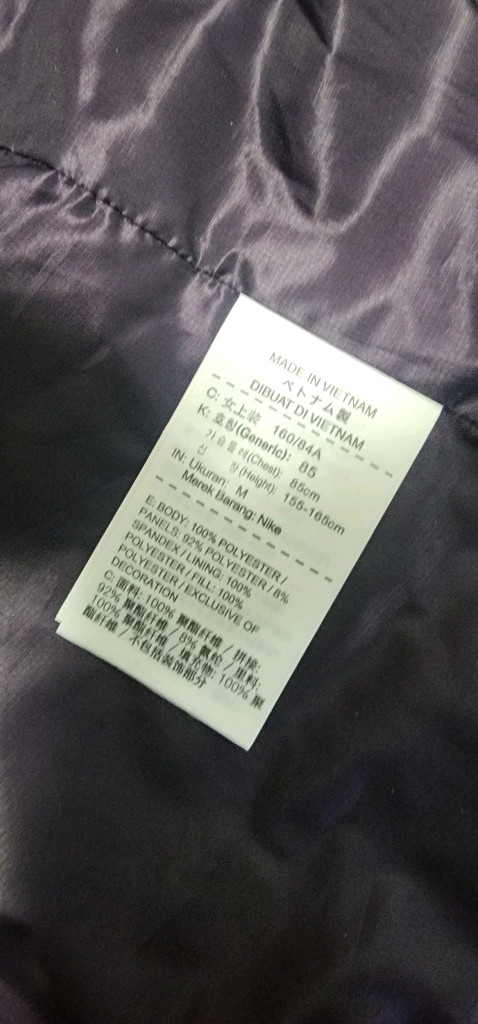 MADE IN VIETNAM
ベトナム製
DIBUAT DI VIETNAM
C: 女上装 160/84A
K: 호칭(Generic): 85
가슴둘레(Chest): 85cm
신 장(Height): 155-165cm
IN: Ukuran: M
Merek Barang: Nike
E: BODY: 100% POLYESTER /
PANELS: 92% POLYESTER / 8%
SPANDEX / LINING: 100%
POLYESTER / FILL: 100%
POLYESTER / EXCLUSIVE OF
DECORATION
C: 面料: 100% 聚酯纤维 / 拼接:
92% 聚酯纤维 / 8% 氨纶 / 里料:
100% 聚酯纤维 / 填充物: 100% 聚
酯纤维 / 不包括装饰部分